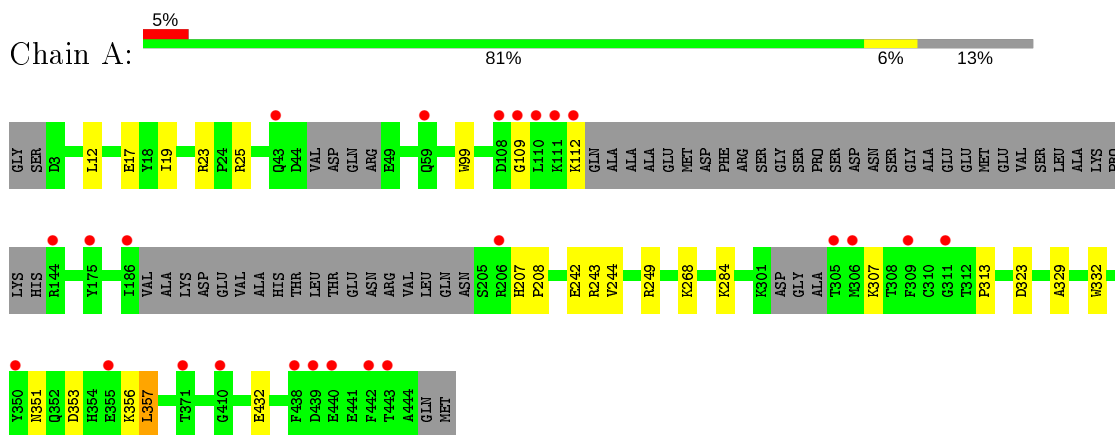 5%
Chain A:
81% 6% 13%
GLY SER D3 L12 E17 Y18 I19 R23 P24 R25 Q43 D44 VAL ASP GLN ARG E49 Q59 W99 D108 G109 L110 K111 K112 GLN ALA ALA ALA GLU MET ASP PHE ARG SER GLY SER PRO SER ASP ASN SER GLY ALA GLU GLU MET GLU VAL SER LEU ALA LYS PRO
LYS HIS R144 Y175 I186 VAL ALA LYS ASP GLU VAL ALA HIS THR LEU THR GLU ASN ARG VAL LEU GLN ASN S205 R206 H207 P208 E242 R243 V244 R249 K268 K284 K301 ASP GLY ALA T305 M306 K307 T308 F309 C310 G311 T312 P313 D323 A329 W332
Y350 N351 Q352 D353 H354 E355 K356 L357 T371 G410 E432 F438 D439 E440 E441 F442 T443 A444 GLN MET